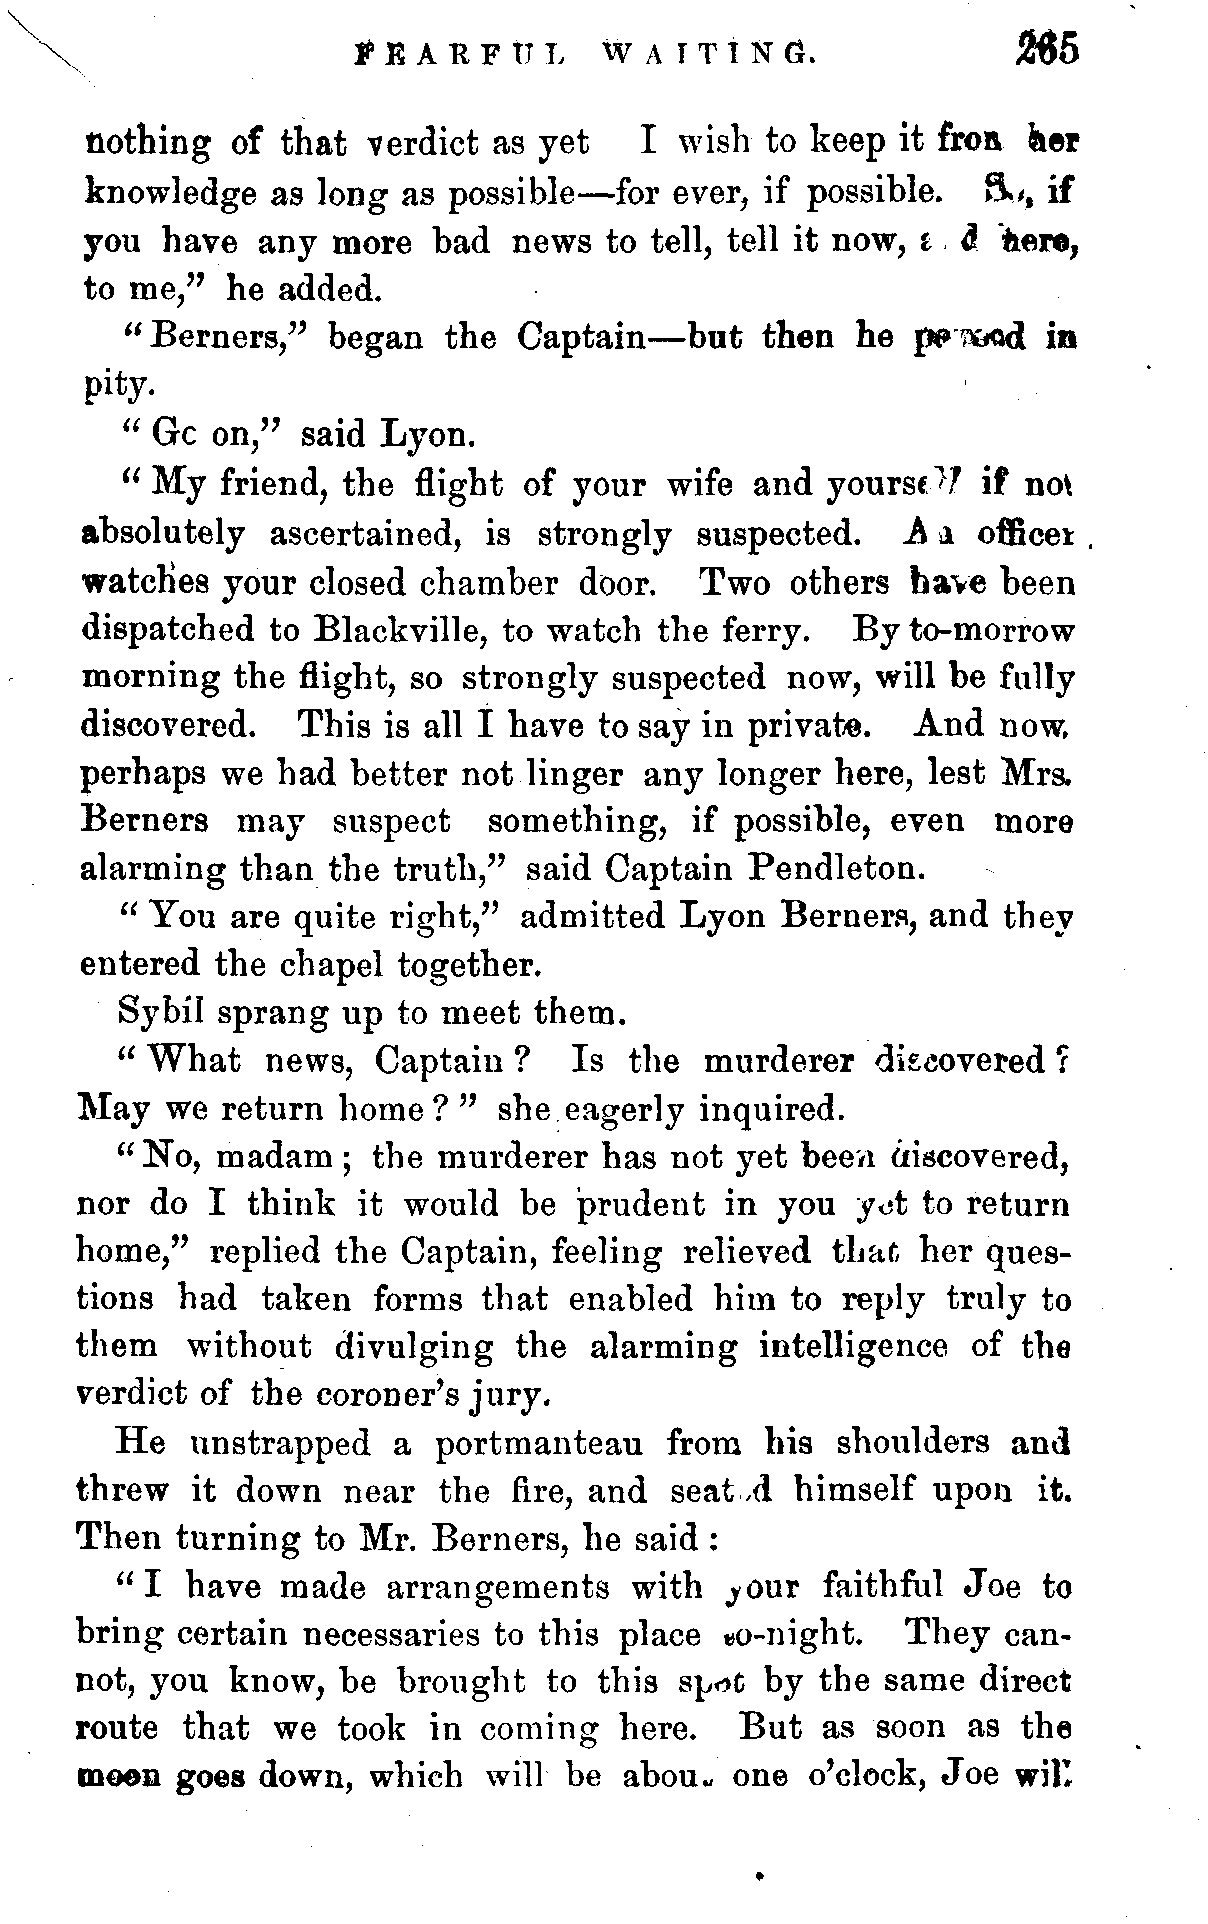 FEARFUL WAITING. 265
nothing of that verdict as yet I wish to keep it from her
knowledge as long as possible—for ever, if possible. So, if
you have any more bad news to tell, tell it now, and here,
to me,” he added.
“Berners,” began the Captain—but then he paused in
pity.
“Go on,” said Lyon.
“My friend, the flight of your wife and yourself if not
absolutely ascertained, is strongly suspected. An officer
watches your closed chamber door. Two others have been
dispatched to Blackville, to watch the ferry. By to-morrow
morning the flight, so strongly suspected now, will be fully
discovered. This is all I have to say in private. And now,
perhaps we had better not linger any longer here, lest Mrs.
Berners may suspect something, if possible, even more
alarming than the truth,” said Captain Pendleton.
“You are quite right,” admitted Lyon Berners, and they
entered the chapel together.
Sybil sprang up to meet them.
“What news, Captain? Is the murderer discovered?
May we return home?” she eagerly inquired.
“No, madam; the murderer has not yet been discovered,
nor do I think it would be prudent in you yet to return
home,” replied the Captain, feeling relieved that her ques-
tions had taken forms that enabled him to reply truly to
them without divulging the alarming intelligence of the
verdict of the coroner’s jury.
He unstrapped a portmanteau from his shoulders and
threw it down near the fire, and seated himself upon it.
Then turning to Mr. Berners, he said:
“I have made arrangements with your faithful Joe to
bring certain necessaries to this place to-night. They can-
not, you know, be brought to this spot by the same direct
route that we took in coming here. But as soon as the
moon goes down, which will be about one o’clock, Joe will